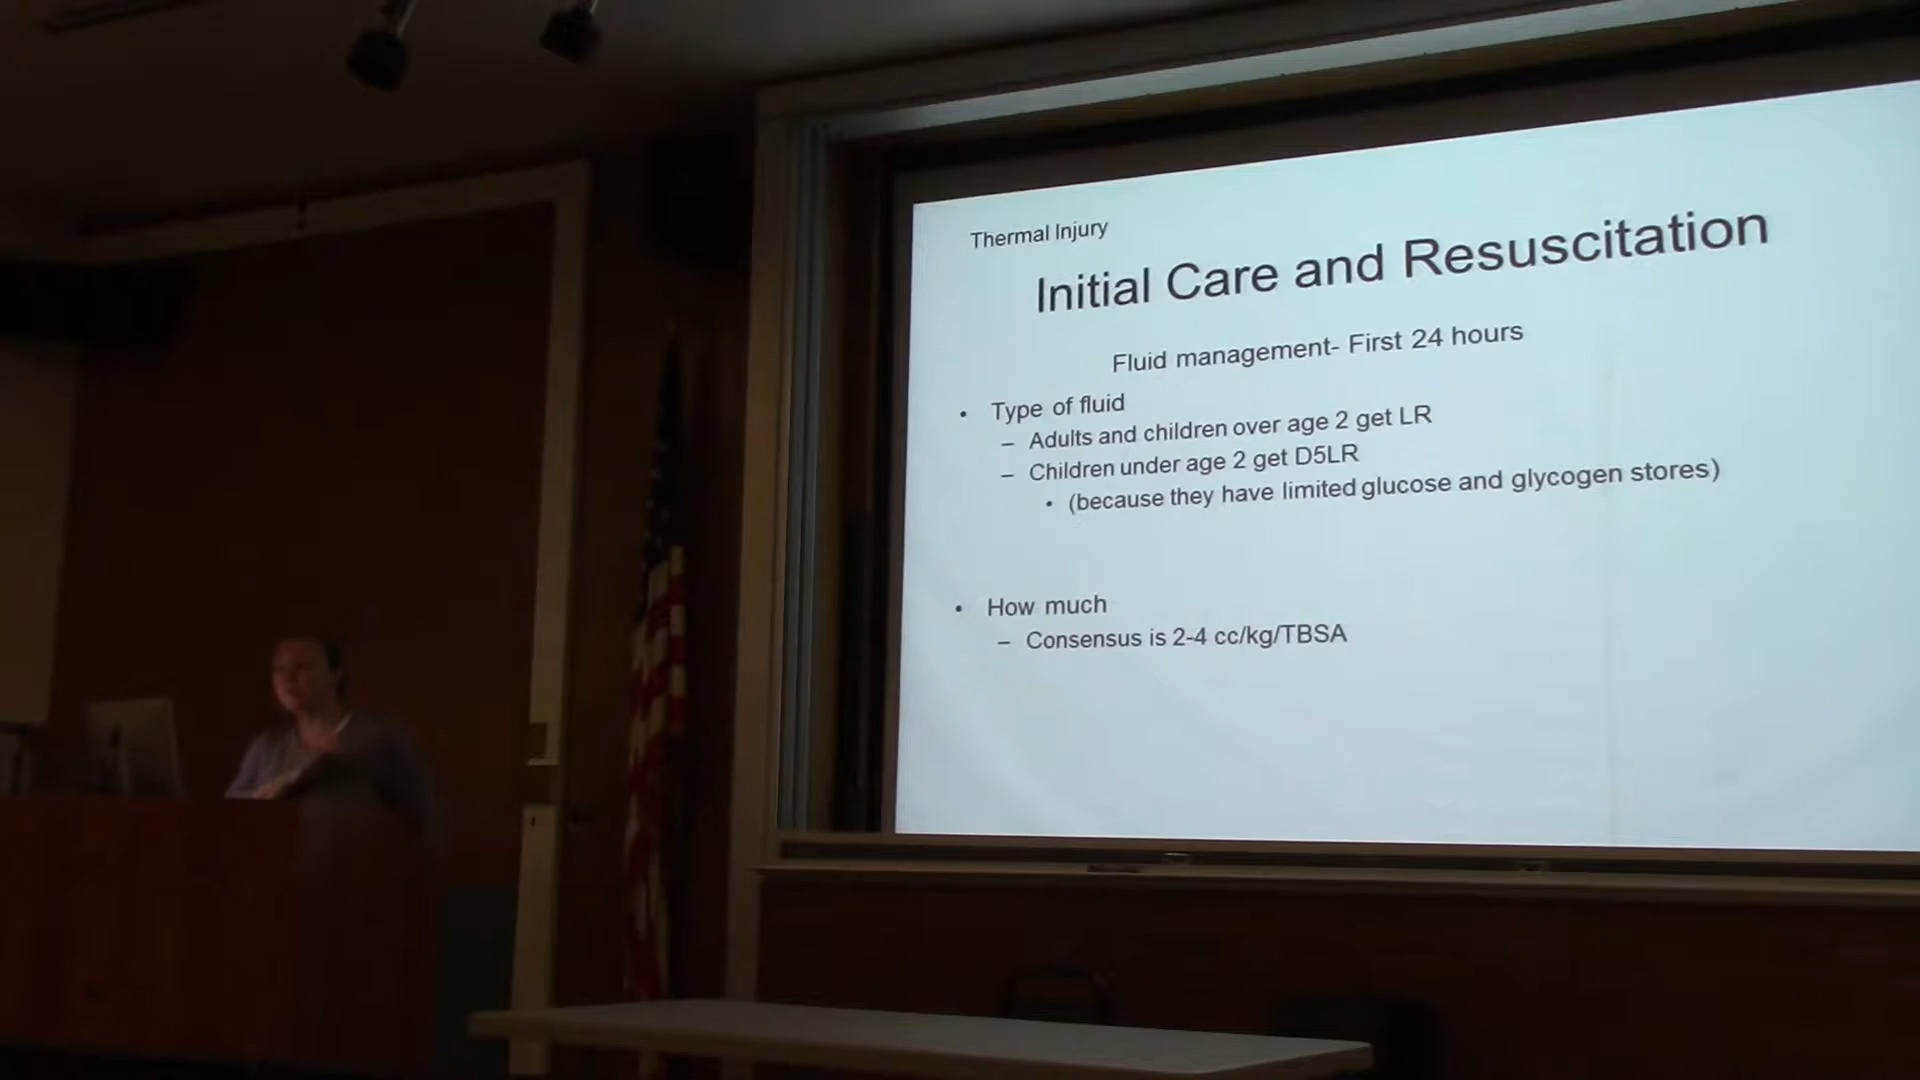 Thermal Injury
Initial Care and Resuscitation
Fluid management- First 24 hours
• Type of fluid
– Adults and children over age 2 get LR
– Children under age 2 get D5LR
• (because they have limited glucose and glycogen stores)
• How much
– Consensus is 2-4 cc/kg/TBSA